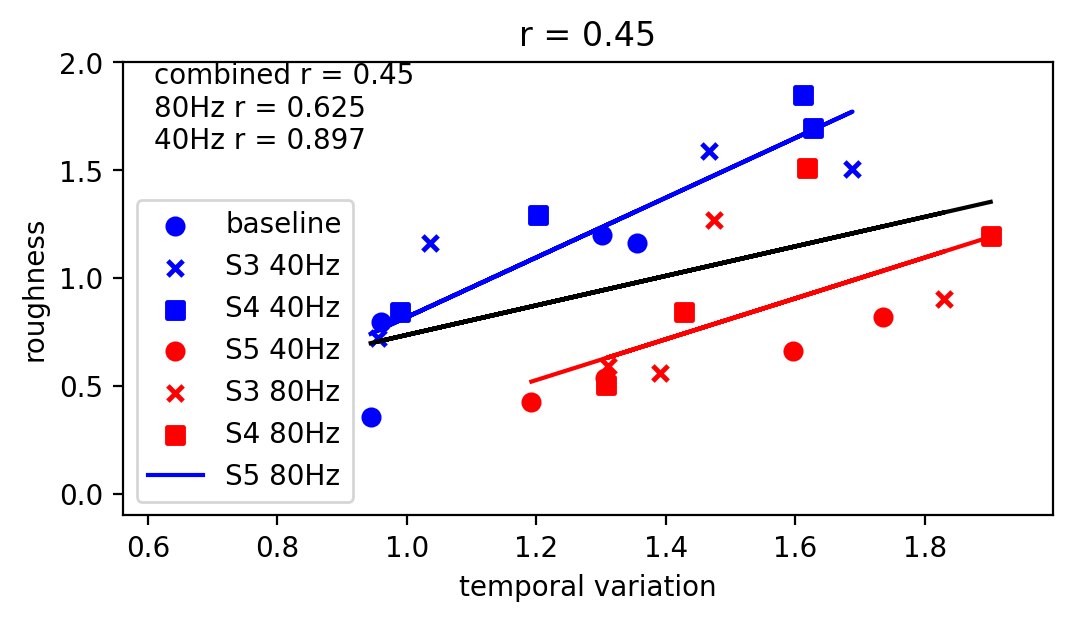 r = 0.45
combined r = 0.45
80Hz r = 0.625
40Hz r = 0.897
2.0
1.5
1.0
0.5
0.0
roughness
baseline
S3 40Hz
S4 40Hz
S5 40Hz
S3 80Hz
S4 80Hz
S5 80Hz
0.6 0.8 1.0 1.2 1.4 1.6 1.8
temporal variation